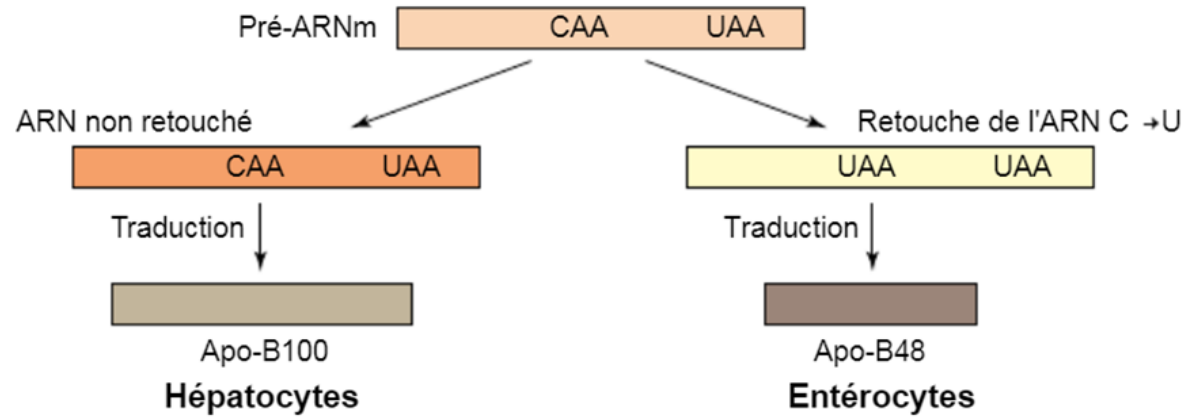 Pré-ARNm CAA UAA
ARN non retouché
CAA UAA
Traduction
Apo-B100
Hépatocytes
Retouche de l'ARN C →U
UAA UAA
Traduction
Apo-B48
Entérocytes